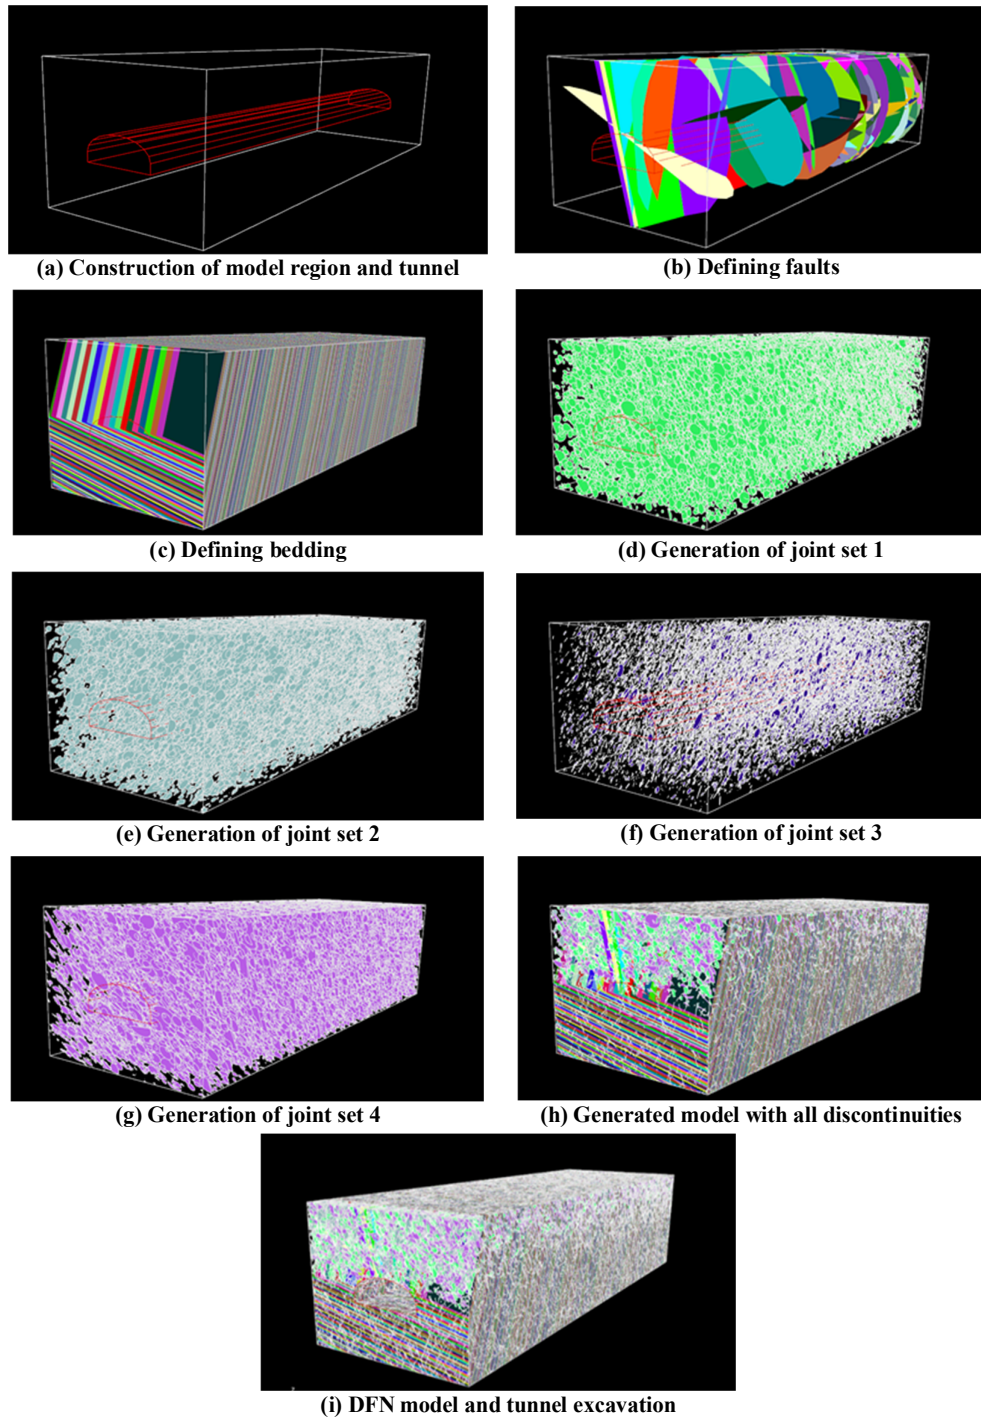 (a) Construction of model region and tunnel
(b) Defining faults
(c) Defining bedding
(d) Generation of joint set 1
(e) Generation of joint set 2
(f) Generation of joint set 3
(g) Generation of joint set 4
(h) Generated model with all discontinuities
(i) DFN model and tunnel excavation